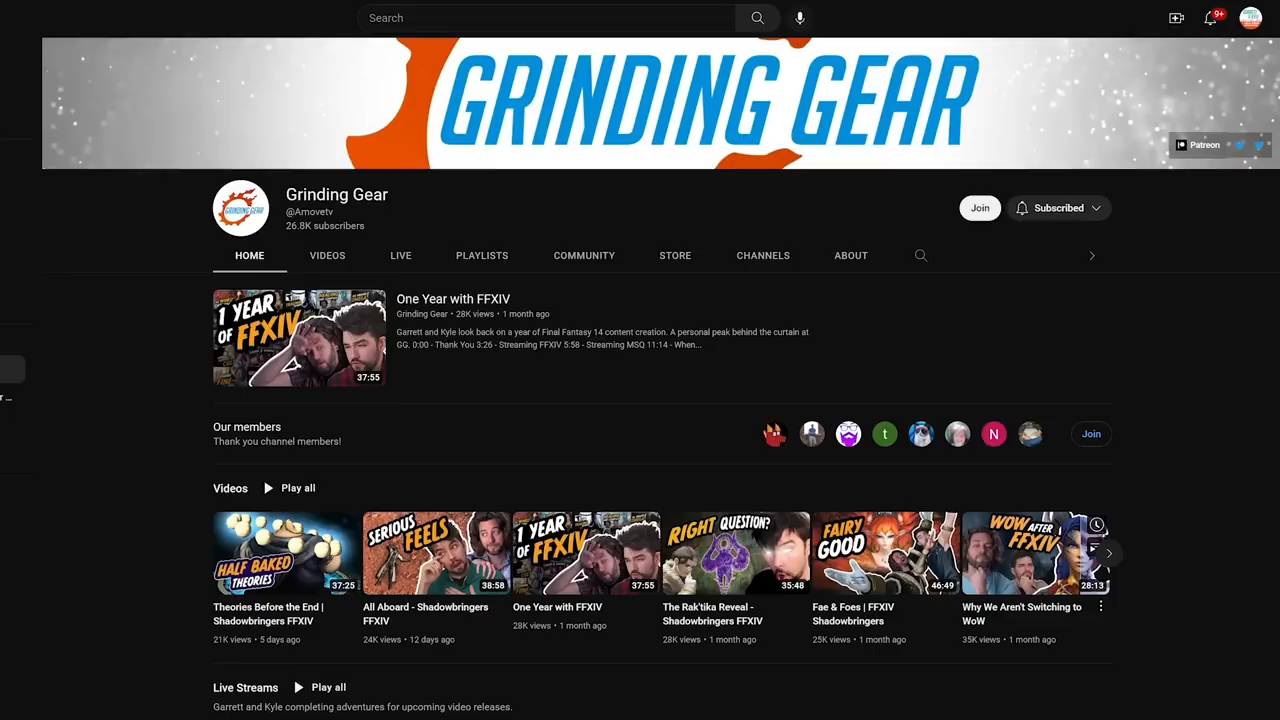 Search
9+
GRINDING GEAR
Patreon
GRINDING GEAR
Grinding Gear
@Amovetv
26.8K subscribers
Join
Subscribed
HOME
VIDEOS
LIVE
PLAYLISTS
COMMUNITY
STORE
CHANNELS
ABOUT
1 YEAR
OF FFXIV
37:55
One Year with FFXIV
Grinding Gear • 28K views • 1 month ago
Garrett and Kyle look back on a year of Final Fantasy 14 content creation. A personal peak behind the curtain at
GG. 0:00 - Thank You 3:26 - Streaming FFXIV 5:58 - Streaming MSQ 11:14 - When...
r ...
Our members
Thank you channel members!
t
N
Join
Videos
Play all
HALF BAKED
THEORIES
37:25
SERIOUS
FEELS
38:58
1 YEAR
OF FFXIV
37:55
RIGHT QUESTION?
35:48
FAIRY
GOOD
46:49
WOW AFTER
FFXIV
28:13
Theories Before the End |
Shadowbringers FFXIV
21K views • 5 days ago
All Aboard - Shadowbringers
FFXIV
24K views • 12 days ago
One Year with FFXIV
28K views • 1 month ago
The Rak'tika Reveal -
Shadowbringers FFXIV
28K views • 1 month ago
Fae & Foes | FFXIV
Shadowbringers
25K views • 1 month ago
Why We Aren't Switching to
WoW
35K views • 1 month ago
Live Streams
Play all
Garrett and Kyle completing adventures for upcoming video releases.